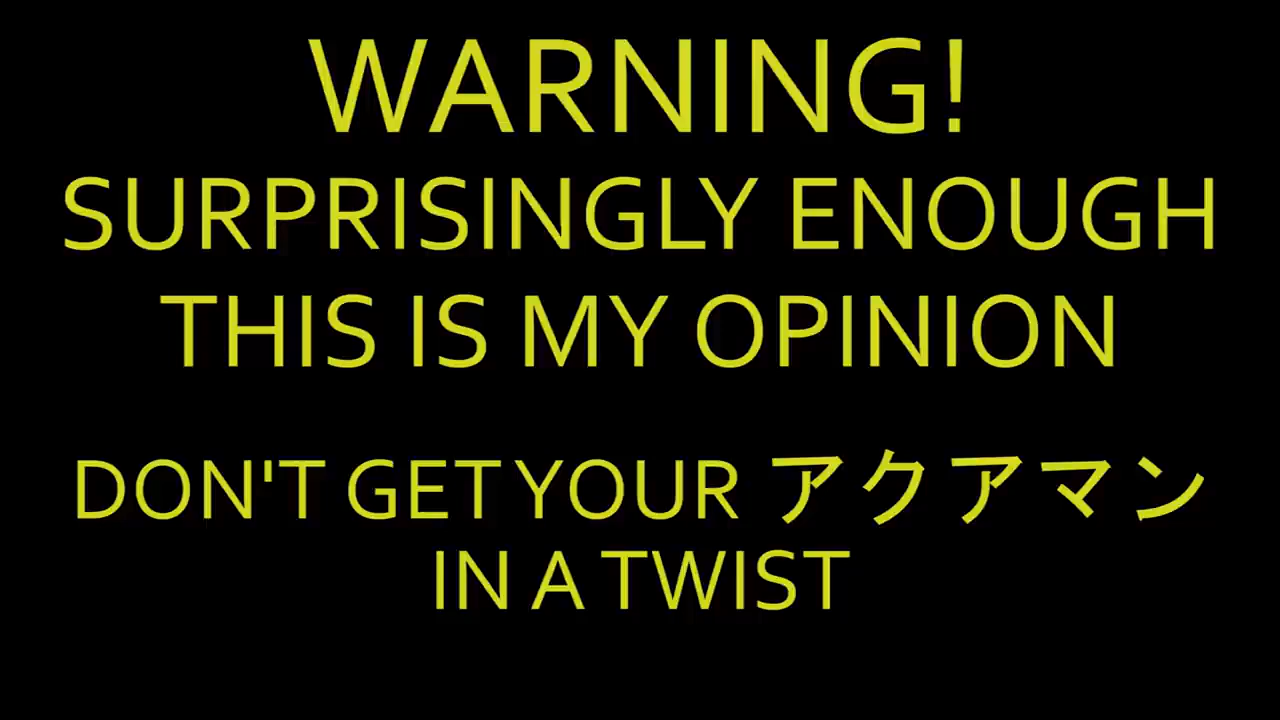 WARNING!
SURPRISINGLY ENOUGH
THIS IS MY OPINION
DON'T GET YOUR アクアマン
IN A TWIST